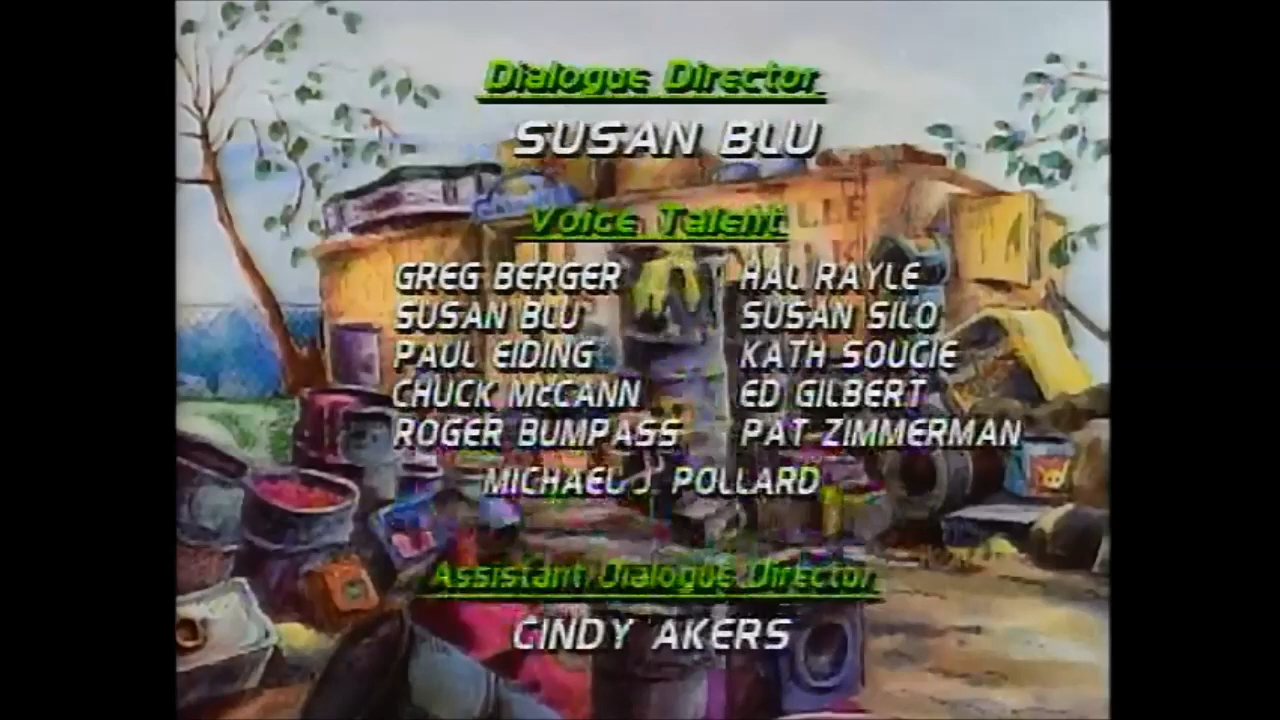 Dialogue Director
SUSAN BLU
Voice Talent
GREG BERGER HAL RAYLE
SUSAN BLU SUSAN SILO
PAUL EIDING KATH SOUCIE
CHUCK McCANN ED GILBERT
ROGER BUMPASS PAT ZIMMERMAN
MICHAEL J. POLLARD
Assistant Dialogue Director
CINDY AKERS